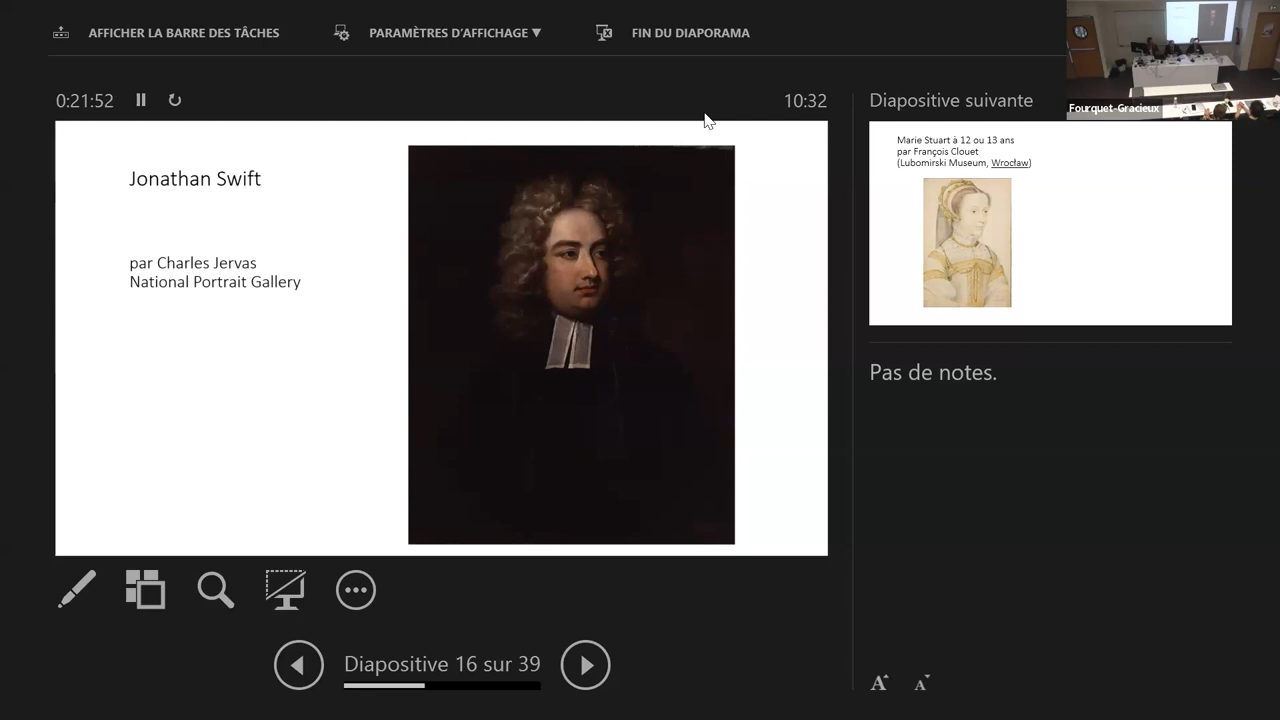 AFFICHER LA BARRE DES TÂCHES
PARAMÈTRES D'AFFICHAGE ▼
FIN DU DIAPORAMA
Fourquet-Gracieux
0:21:52
10:32
Diapositive suivante
Jonathan Swift
par Charles Jervas
National Portrait Gallery
Marie Stuart à 12 ou 13 ans
par François Clouet
(Lubomirski Museum, Wrocław)
Pas de notes.
Diapositive 16 sur 39
A A